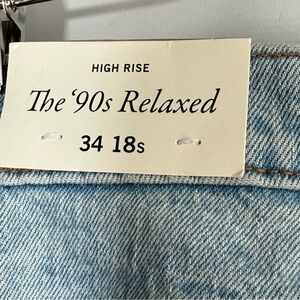 HIGH RISE
The ‘90s Relaxed
34 18s